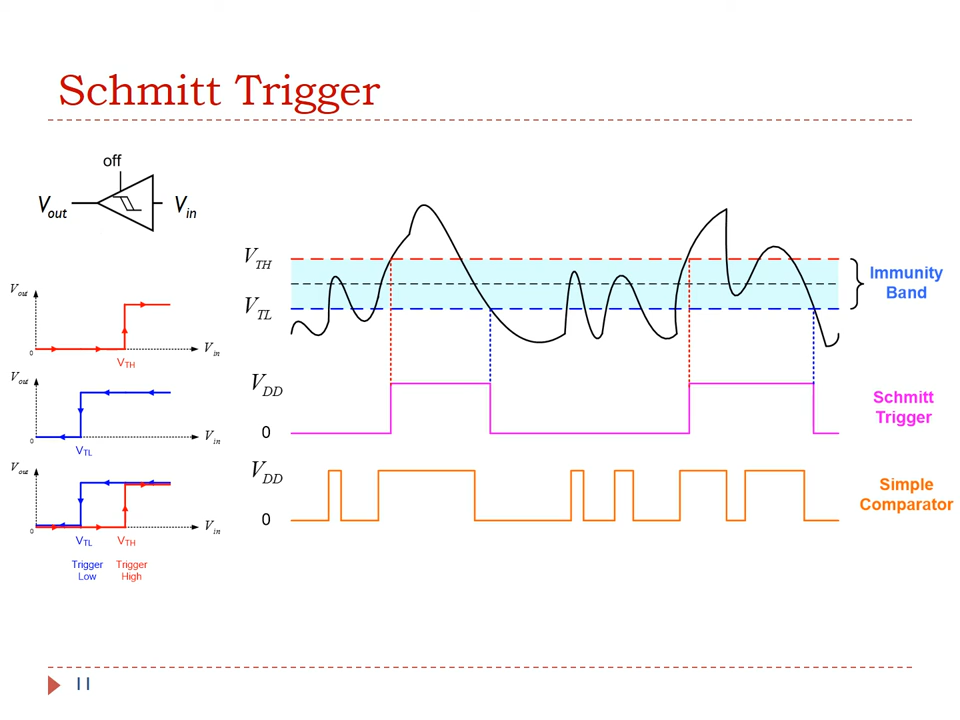 Schmitt Trigger
off
Vout
Vin
Vout
0
VTH
Vin
Vout
0
VTL
Vin
Vout
0
VTL
VTH
Vin
Trigger
Low
Trigger
High
VTH
VTL
Immunity
Band
VDD
0
Schmitt
Trigger
VDD
0
Simple
Comparator
11